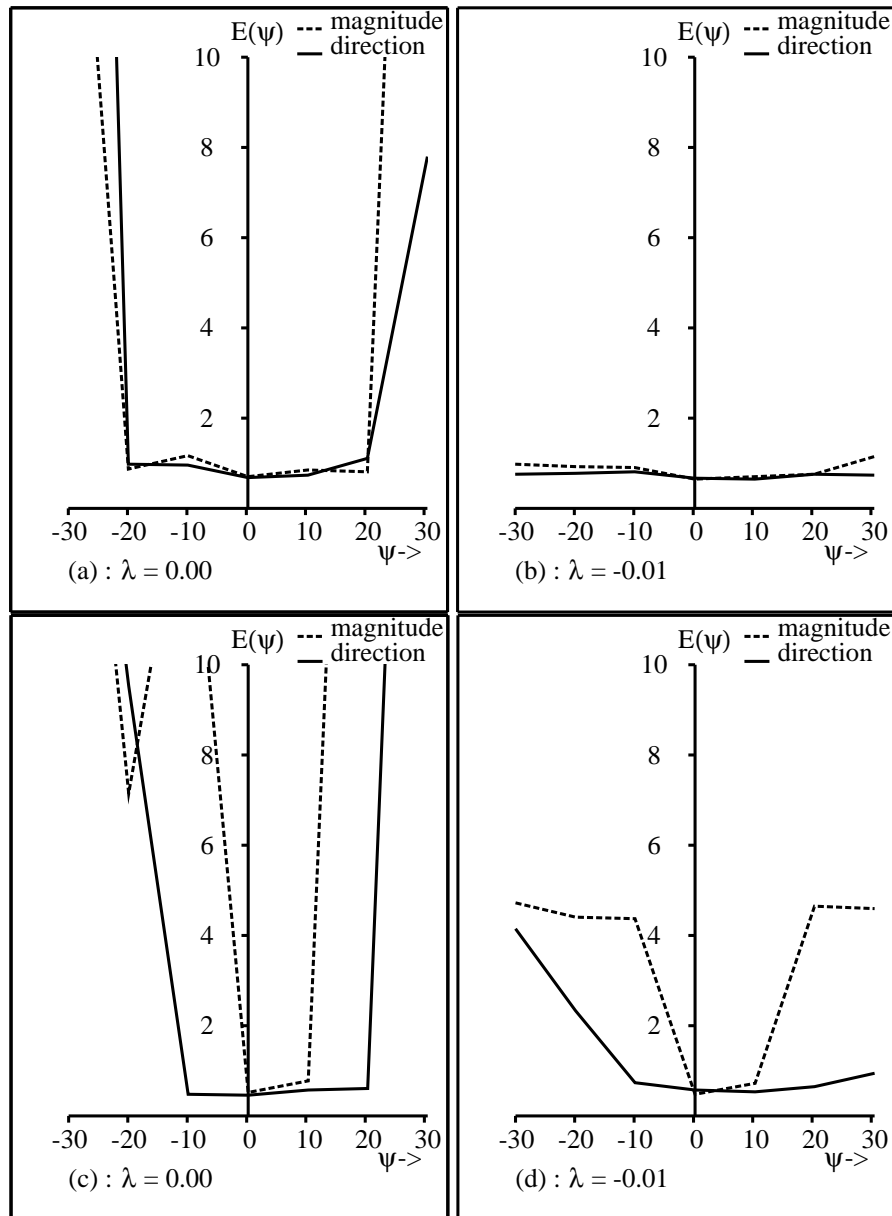 E(ψ) magnitude
direction
10
8
6
4
2
-30 -20 -10 0 10 20 30
ψ->
(a) : λ = 0.00
E(ψ) magnitude
direction
10
8
6
4
2
-30 -20 -10 0 10 20 30
ψ->
(b) : λ = -0.01
E(ψ) magnitude
direction
10
8
6
4
2
-30 -20 -10 0 10 20 30
ψ->
(c) : λ = 0.00
E(ψ) magnitude
direction
10
8
6
4
2
-30 -20 -10 0 10 20 30
ψ->
(d) : λ = -0.01